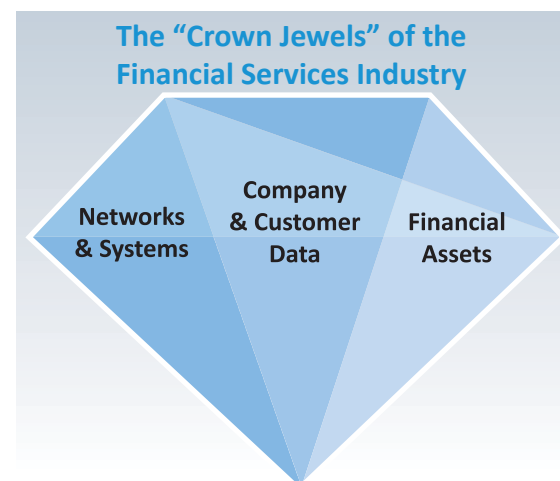 The “Crown Jewels” of the
Financial Services Industry
Networks
& Systems
Company
& Customer
Data
Financial
Assets